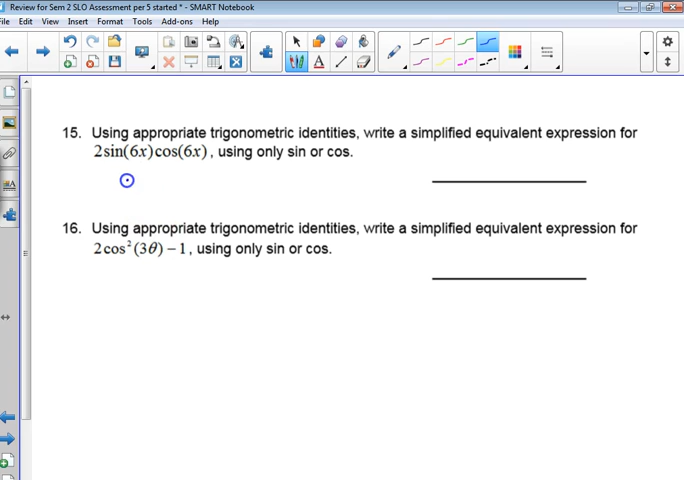 Review for Sem 2 SLO Assessment per 5 started * - SMART Notebook
File Edit View Insert Format Tools Add-ons Help
15. Using appropriate trigonometric identities, write a simplified equivalent expression for
2sin(6x)cos(6x), using only sin or cos.
16. Using appropriate trigonometric identities, write a simplified equivalent expression for
2cos²(3θ) − 1, using only sin or cos.